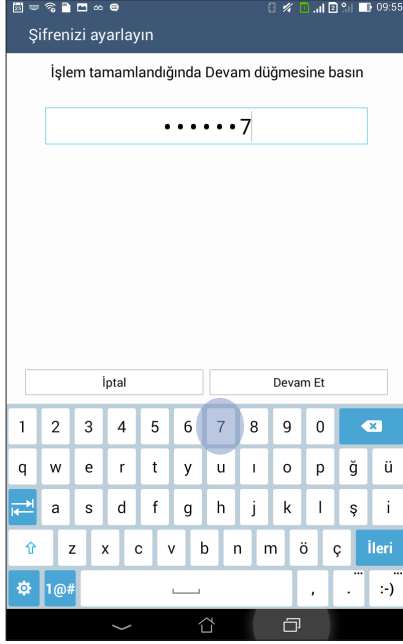 09:55
Şifrenizi ayarlayın
İşlem tamamlandığında Devam düğmesine basın
••••••7
İptal Devam Et
1 2 3 4 5 6 7 8 9 0
q w e r t y u ı o p ğ ü
a s d f g h j k l ş i
z x c v b n m ö ç İleri
1@# , . :-)